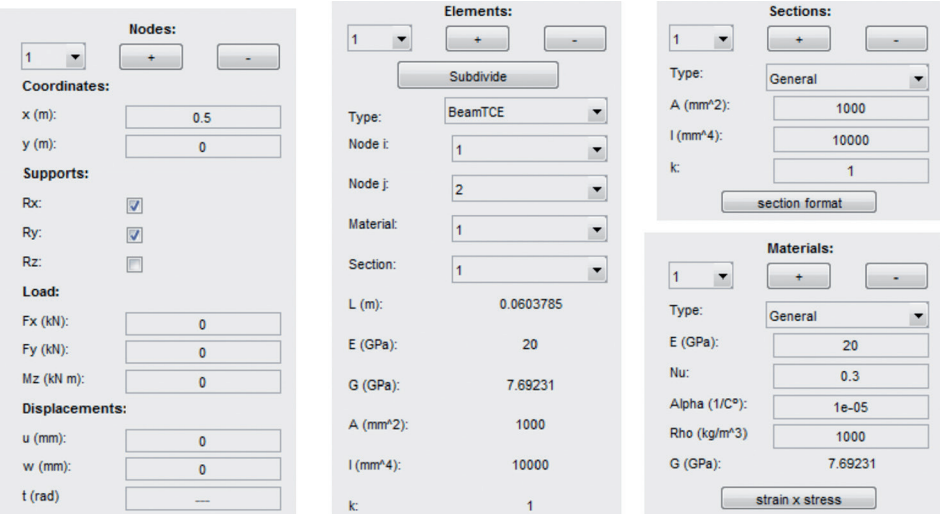 Nodes:
1 + -
Coordinates:
x (m): 0.5
y (m): 0
Supports:
Rx:
Ry:
Rz:
Load:
Fx (kN): 0
Fy (kN): 0
Mz (kN m): 0
Displacements:
u (mm): 0
w (mm): 0
t (rad) ---
Elements:
1 + -
Subdivide
Type: BeamTCE
Node i: 1
Node j: 2
Material: 1
Section: 1
L (m): 0.0603785
E (GPa): 20
G (GPa): 7.69231
A (mm^2): 1000
I (mm^4): 10000
k: 1
Sections:
1 + -
Type: General
A (mm^2): 1000
I (mm^4): 10000
k: 1
section format
Materials:
1 + -
Type: General
E (GPa): 20
Nu: 0.3
Alpha (1/Cº): 1e-05
Rho (kg/m^3) 1000
G (GPa): 7.69231
strain x stress